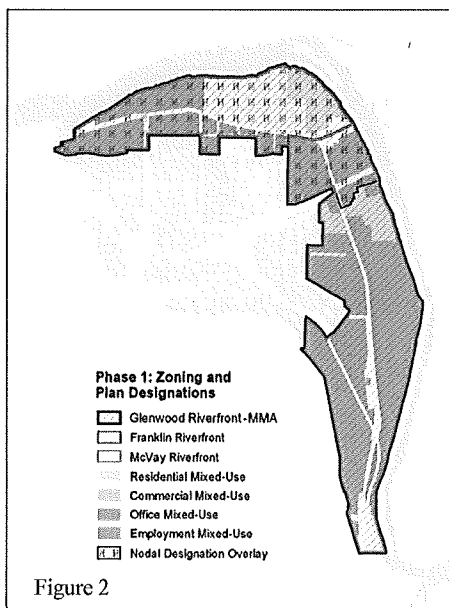 Phase 1: Zoning and
Plan Designations
Glenwood Riverfront-MMA
Franklin Riverfront
McVay Riverfront
Residential Mixed-Use
Commercial Mixed-Use
Office Mixed-Use
Employment Mixed-Use
Nodal Designation Overlay
Figure 2